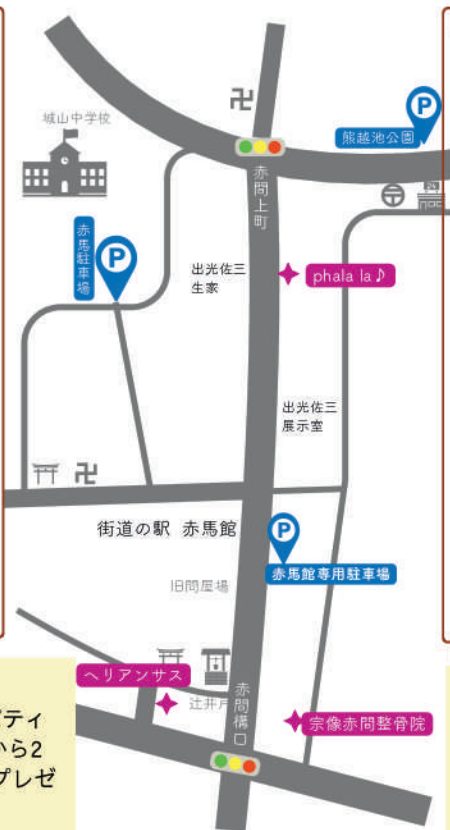 城山中学校
P
熊越池公園
赤間上町
赤馬駐車場
P
出光佐三
生家
phala la♪
出光佐三
展示室
街道の駅 赤馬館
P
赤馬館専用駐車場
旧問屋場
ヘリアンサス
辻井戸
赤間構口
宗像赤間整骨院
ティ
から2
プレゼ